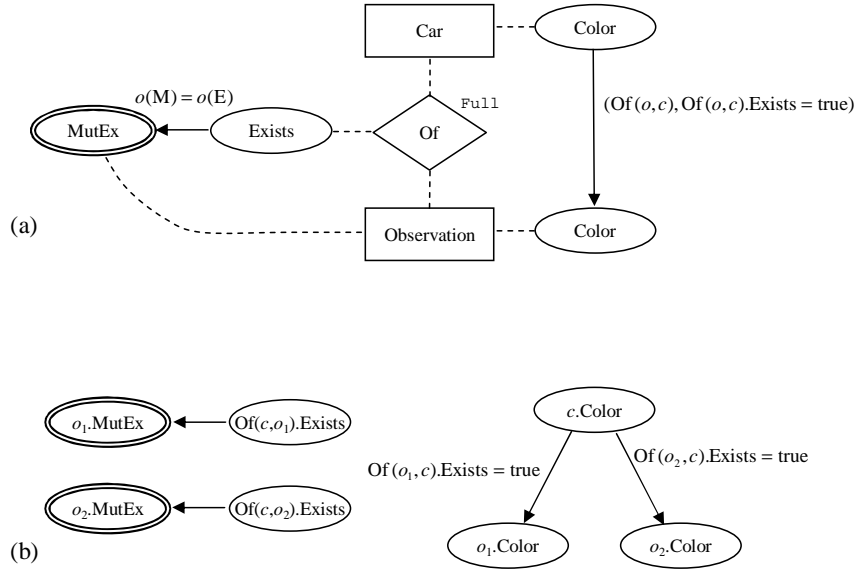 Car
Color
Full
o(M) = o(E)
(Of (o, c), Of (o, c).Exists = true)
MutEx
Exists
Of
(a)
Observation
Color
c.Color
o₁.MutEx
Of(c,o₁).Exists
Of (o₁, c).Exists = true
Of (o₂, c).Exists = true
o₂.MutEx
Of(c,o₂).Exists
(b)
o₁.Color
o₂.Color